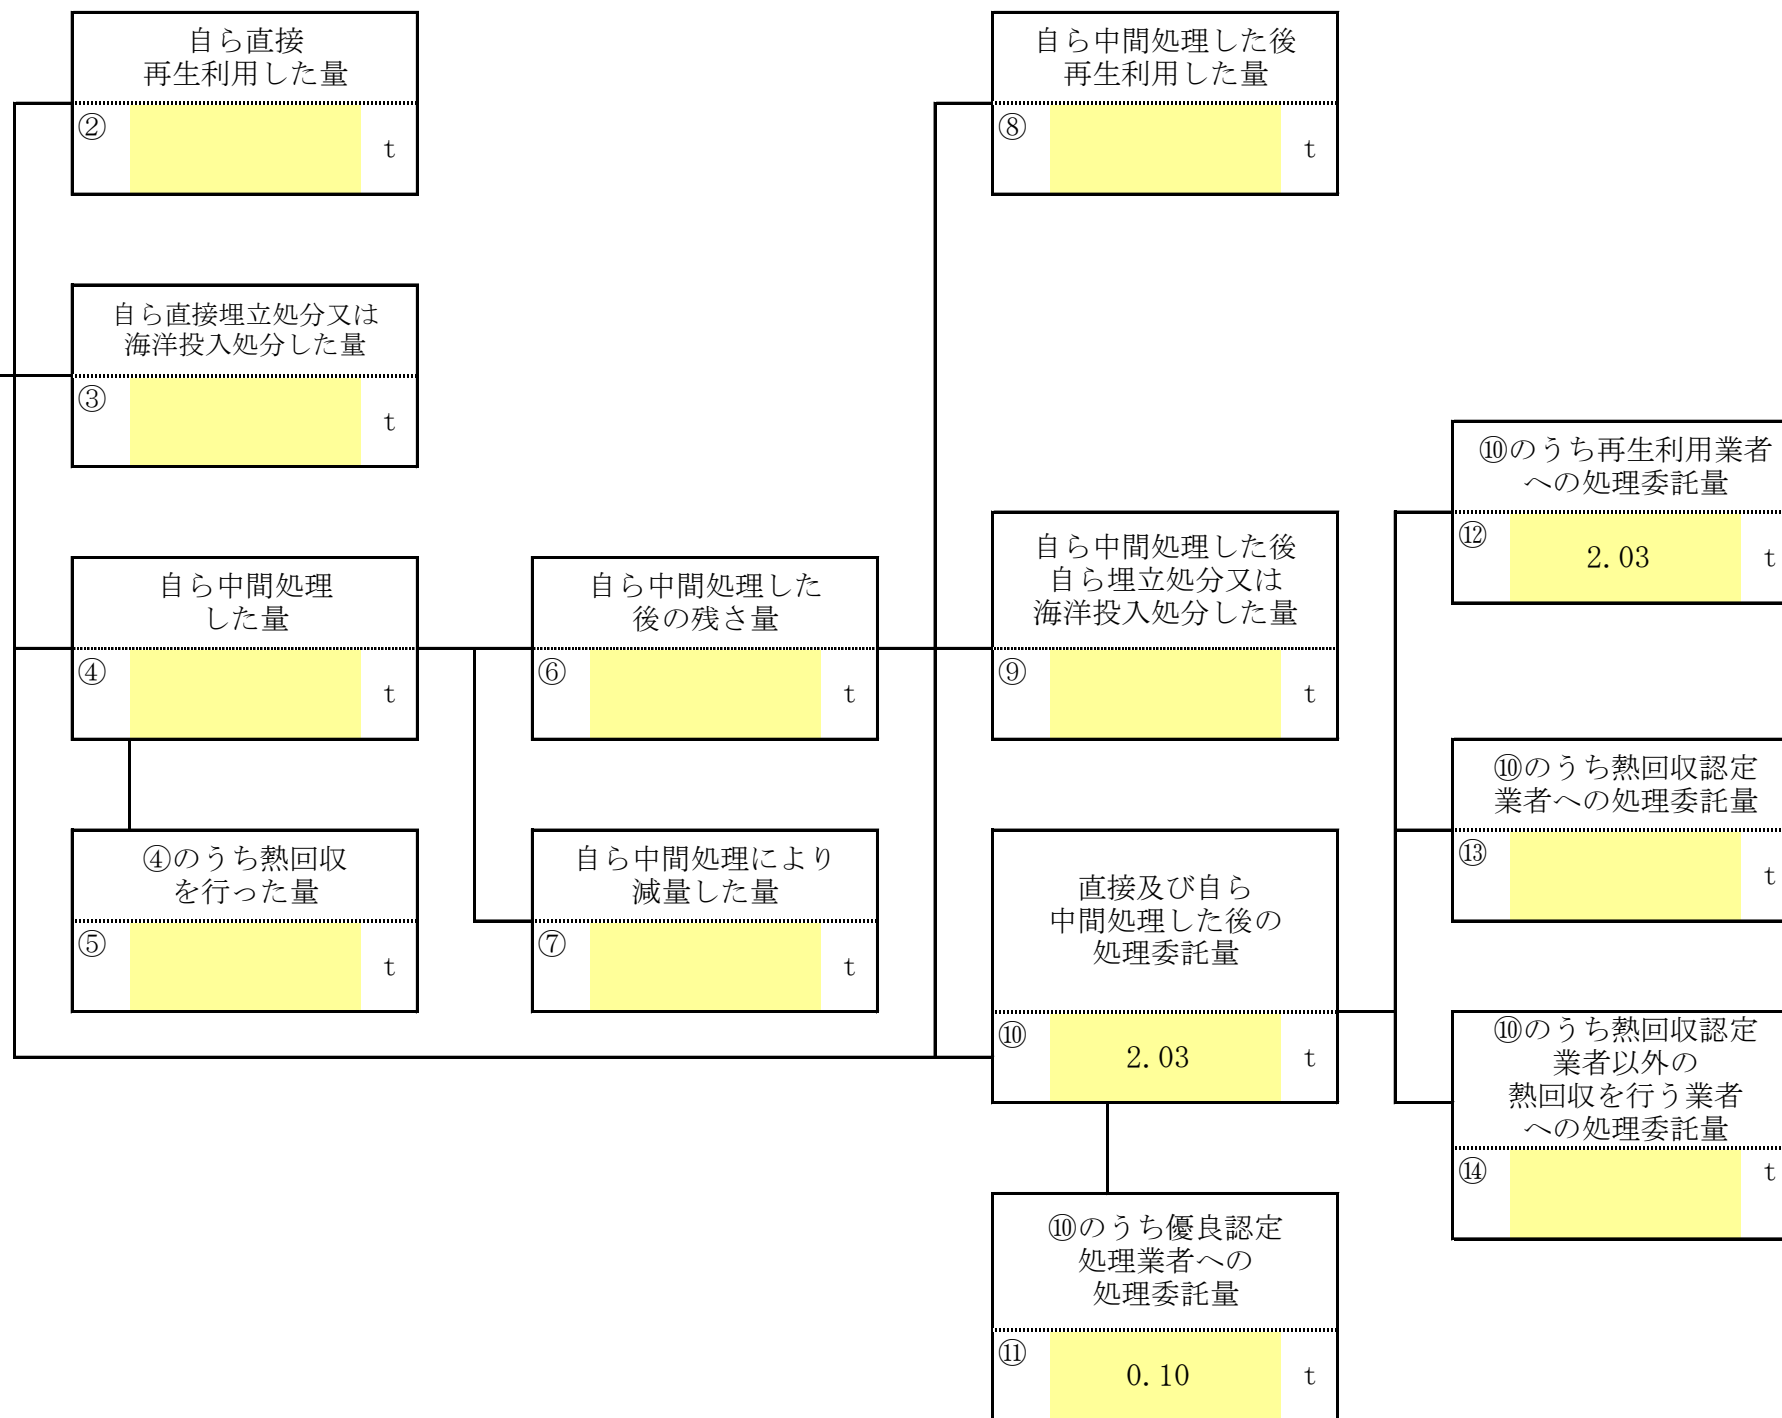 自ら直接
再生利用した量
②
t
自ら直接埋立処分又は
海洋投入処分した量
③
t
自ら中間処理
した量
④
t
④のうち熱回収
を行った量
⑤
t
自ら中間処理した
後の残さ量
⑥
t
自ら中間処理により
減量した量
⑦
t
自ら中間処理した後
再生利用した量
⑧
t
自ら中間処理した後
自ら埋立処分又は
海洋投入処分した量
⑨
t
直接及び自ら
中間処理した後の
処理委託量
⑩ 2.03 t
⑩のうち優良認定
処理業者への
処理委託量
⑪ 0.10 t
⑩のうち再生利用業者
への処理委託量
⑫ 2.03 t
⑩のうち熱回収認定
業者への処理委託量
⑬
t
⑩のうち熱回収認定
業者以外の
熱回収を行う業者
への処理委託量
⑭
t